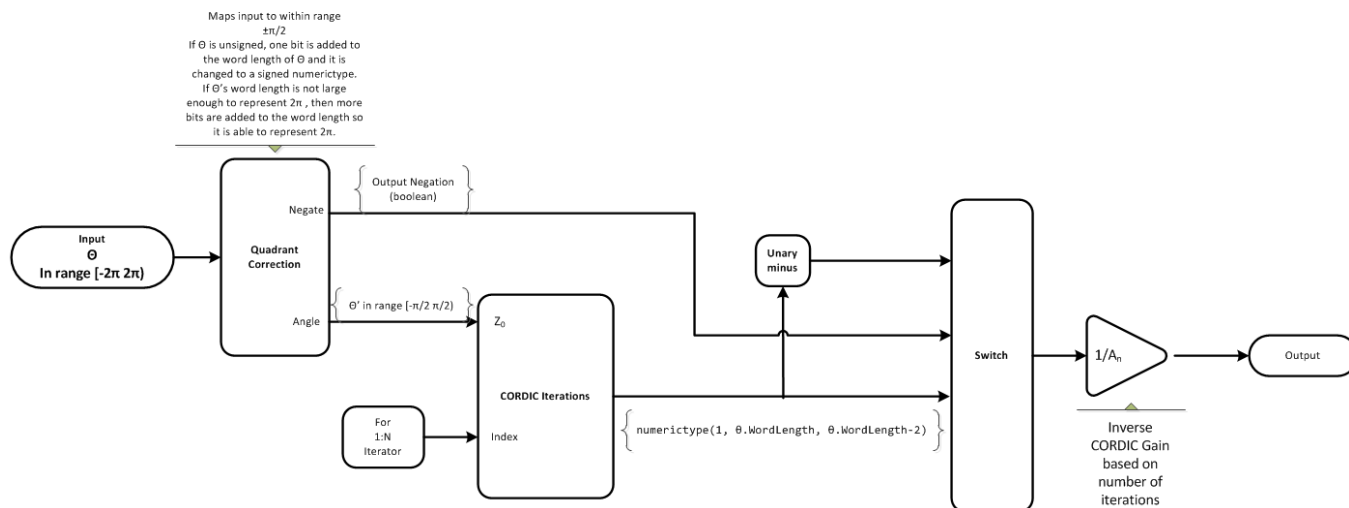 Maps input to within range
±π/2
If Θ is unsigned, one bit is added to
the word length of Θ and it is
changed to a signed numerictype.
If Θ's word length is not large
enough to represent 2π , then more
bits are added to the word length so
it is able to represent 2π.
Output Negation
(boolean)
Negate
Input
Θ
In range [-2π 2π)
Quadrant
Correction
Unary
minus
Θ' in range [-π/2 π/2)
Angle
Z0
Switch
1/An
Output
CORDIC Iterations
For
1:N
Iterator
Index
numerictype(1, θ.WordLength, θ.WordLength-2)
Inverse
CORDIC Gain
based on
number of
iterations